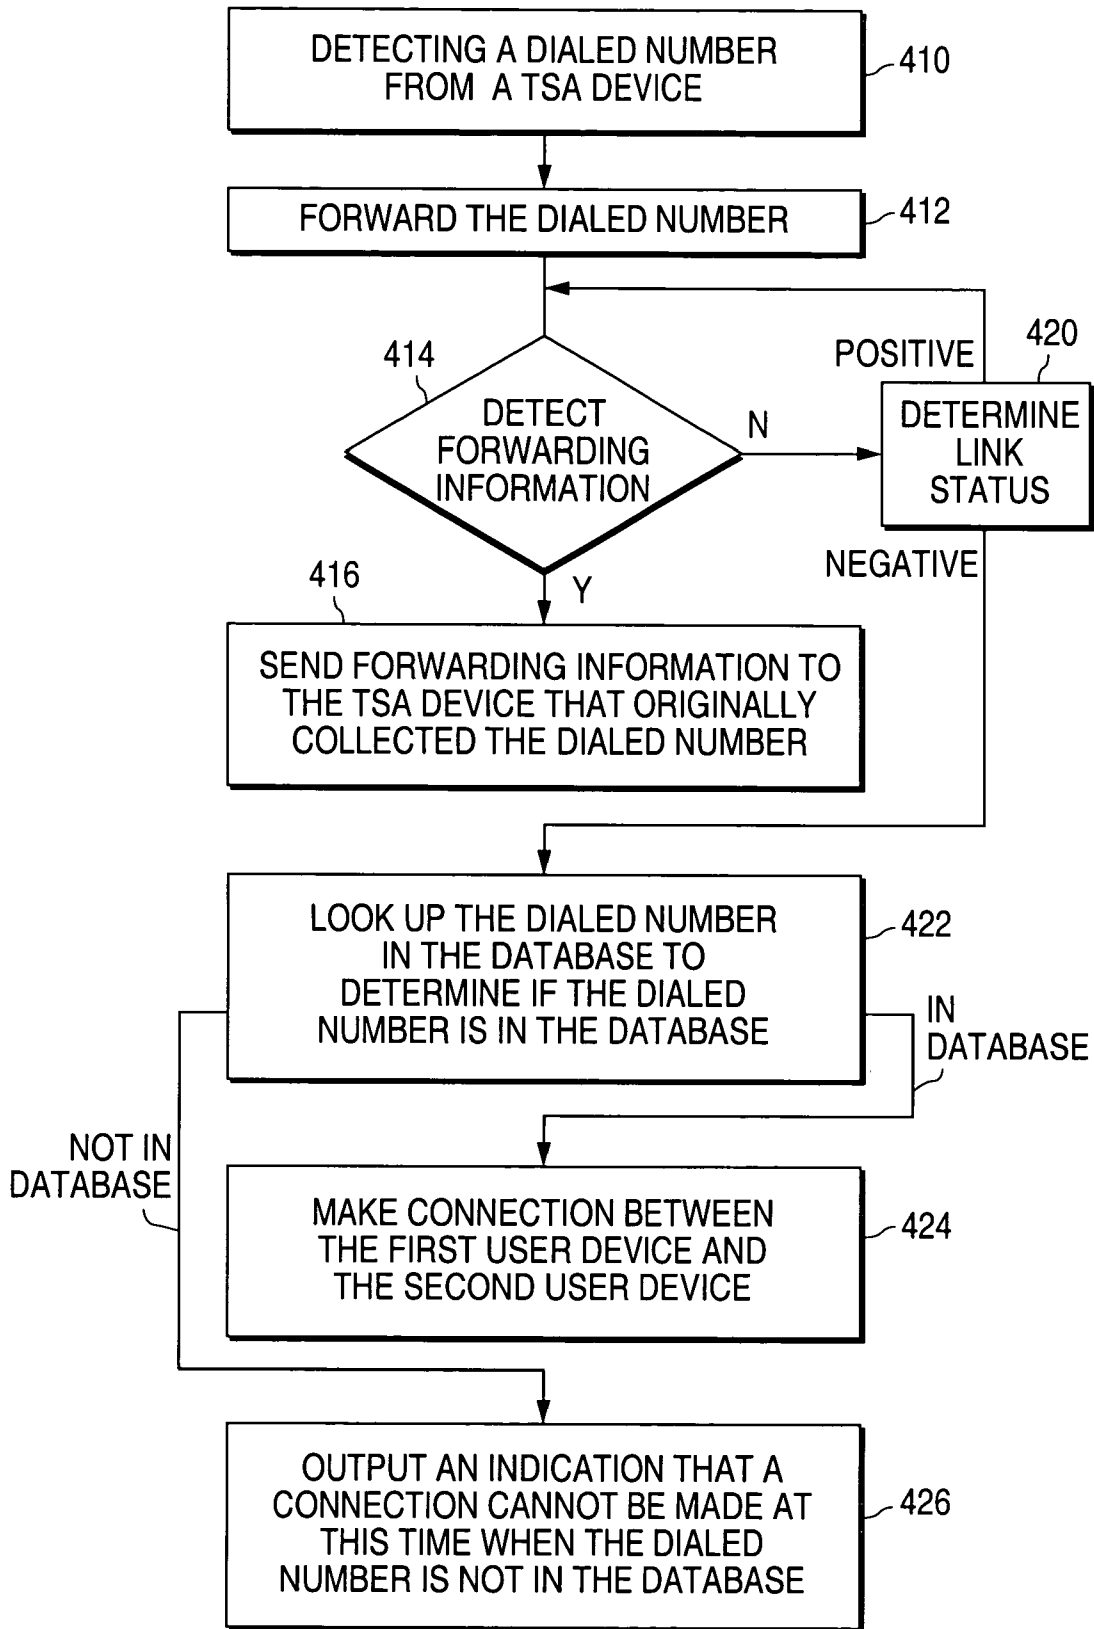 DETECTING A DIALED NUMBER
FROM A TSA DEVICE
410
FORWARD THE DIALED NUMBER
412
414
DETECT
FORWARDING
INFORMATION
N
Y
POSITIVE
420
DETERMINE
LINK
STATUS
NEGATIVE
416
SEND FORWARDING INFORMATION TO
THE TSA DEVICE THAT ORIGINALLY
COLLECTED THE DIALED NUMBER
LOOK UP THE DIALED NUMBER
IN THE DATABASE TO
DETERMINE IF THE DIALED
NUMBER IS IN THE DATABASE
422
IN
DATABASE
NOT IN
DATABASE
MAKE CONNECTION BETWEEN
THE FIRST USER DEVICE AND
THE SECOND USER DEVICE
424
OUTPUT AN INDICATION THAT A
CONNECTION CANNOT BE MADE AT
THIS TIME WHEN THE DIALED
NUMBER IS NOT IN THE DATABASE
426